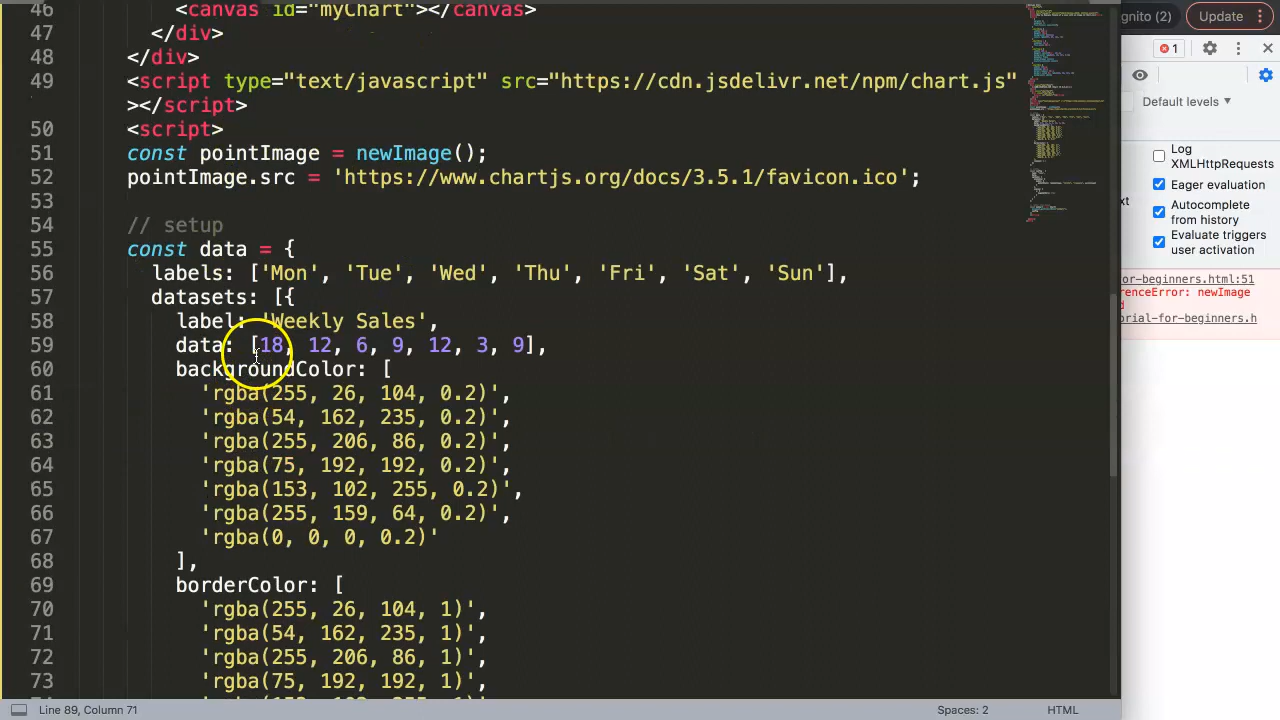 46 <canvas id="myChart"></canvas>
47 </div>
48 </div>
49 <script type="text/javascript" src="https://cdn.jsdelivr.net/npm/chart.js"
></script>
50 <script>
51 const pointImage = newImage();
52 pointImage.src = 'https://www.chartjs.org/docs/3.5.1/favicon.ico';
53
54 // setup
55 const data = {
56 labels: ['Mon', 'Tue', 'Wed', 'Thu', 'Fri', 'Sat', 'Sun'],
57 datasets: [{
58 label: 'Weekly Sales',
59 data: [18, 12, 6, 9, 12, 3, 9],
60 backgroundColor: [
61 'rgba(255, 26, 104, 0.2)',
62 'rgba(54, 162, 235, 0.2)',
63 'rgba(255, 206, 86, 0.2)',
64 'rgba(75, 192, 192, 0.2)',
65 'rgba(153, 102, 255, 0.2)',
66 'rgba(255, 159, 64, 0.2)',
67 'rgba(0, 0, 0, 0.2)'
68 ],
69 borderColor: [
70 'rgba(255, 26, 104, 1)',
71 'rgba(54, 162, 235, 1)',
72 'rgba(255, 206, 86, 1)',
73 'rgba(75, 192, 192, 1)',
Line 89, Column 71
Spaces: 2
HTML
gnito (2)
Update
1
Default levels
Log
XMLHttpRequests
Eager evaluation
xt
Autocomplete
from history
Evaluate triggers
user activation
or-beginners.html:51
renceError: newImage
d
orial-for-beginners.h